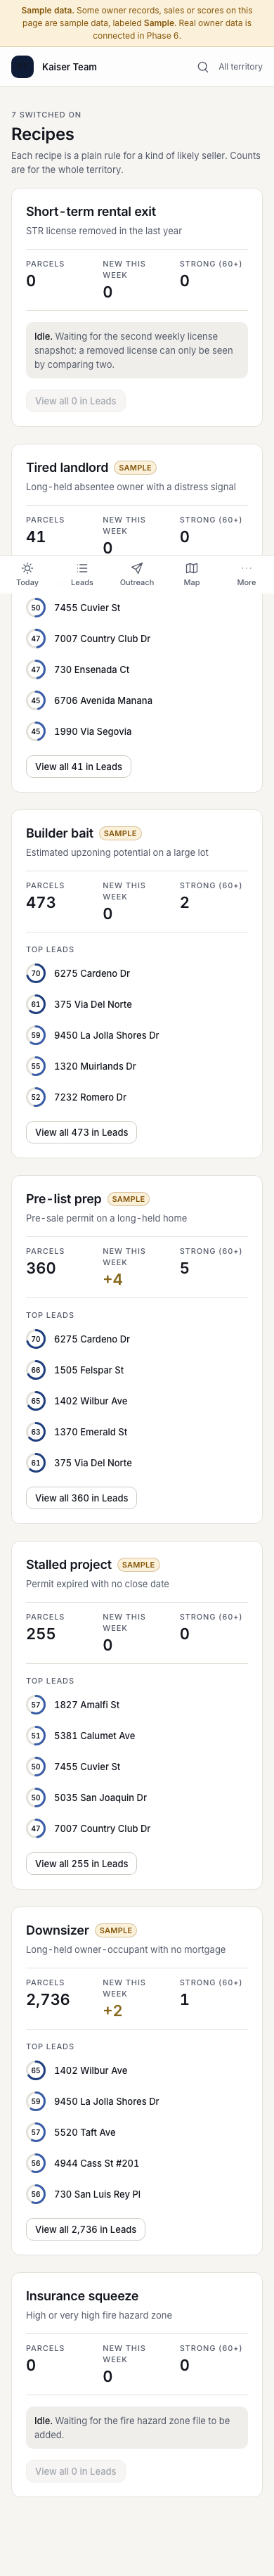 Sample data. Some owner records, sales or scores on this
page are sample data, labeled Sample. Real owner data is
connected in Phase 6.
Kaiser Team
All territory
7 SWITCHED ON
Recipes
Each recipe is a plain rule for a kind of likely seller. Counts
are for the whole territory.
Short-term rental exit
STR license removed in the last year
PARCELS
NEW THIS
WEEK
STRONG (60+)
0
0
0
Idle. Waiting for the second weekly license
snapshot: a removed license can only be seen
by comparing two.
View all 0 in Leads
Tired landlord SAMPLE
Long-held absentee owner with a distress signal
PARCELS
NEW THIS
WEEK
STRONG (60+)
41
0
0
Today
Leads
Outreach
Map
More
50 7455 Cuvier St
47 7007 Country Club Dr
47 730 Ensenada Ct
45 6706 Avenida Manana
45 1990 Via Segovia
View all 41 in Leads
Builder bait SAMPLE
Estimated upzoning potential on a large lot
PARCELS
NEW THIS
WEEK
STRONG (60+)
473
0
2
TOP LEADS
70 6275 Cardeno Dr
61 375 Via Del Norte
59 9450 La Jolla Shores Dr
55 1320 Muirlands Dr
52 7232 Romero Dr
View all 473 in Leads
Pre-list prep SAMPLE
Pre-sale permit on a long-held home
PARCELS
NEW THIS
WEEK
STRONG (60+)
360
+4
5
TOP LEADS
70 6275 Cardeno Dr
66 1505 Felspar St
65 1402 Wilbur Ave
63 1370 Emerald St
61 375 Via Del Norte
View all 360 in Leads
Stalled project SAMPLE
Permit expired with no close date
PARCELS
NEW THIS
WEEK
STRONG (60+)
255
0
0
TOP LEADS
57 1827 Amalfi St
51 5381 Calumet Ave
50 7455 Cuvier St
50 5035 San Joaquin Dr
47 7007 Country Club Dr
View all 255 in Leads
Downsizer SAMPLE
Long-held owner-occupant with no mortgage
PARCELS
NEW THIS
WEEK
STRONG (60+)
2,736
+2
1
TOP LEADS
65 1402 Wilbur Ave
59 9450 La Jolla Shores Dr
57 5520 Taft Ave
56 4944 Cass St #201
56 730 San Luis Rey Pl
View all 2,736 in Leads
Insurance squeeze
High or very high fire hazard zone
PARCELS
NEW THIS
WEEK
STRONG (60+)
0
0
0
Idle. Waiting for the fire hazard zone file to be
added.
View all 0 in Leads